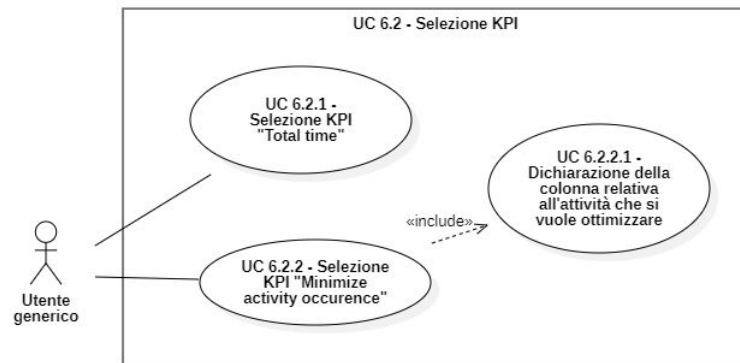 UC 6.2 - Selezione KPI
UC 6.2.1 -
Selezione KPI
"Total time"
UC 6.2.2.1 -
Dichiarazione della
colonna relativa
all'attività che si
vuole ottimizzare
«include»
UC 6.2.2 - Selezione
KPI "Minimize
activity occurence"
Utente
generico